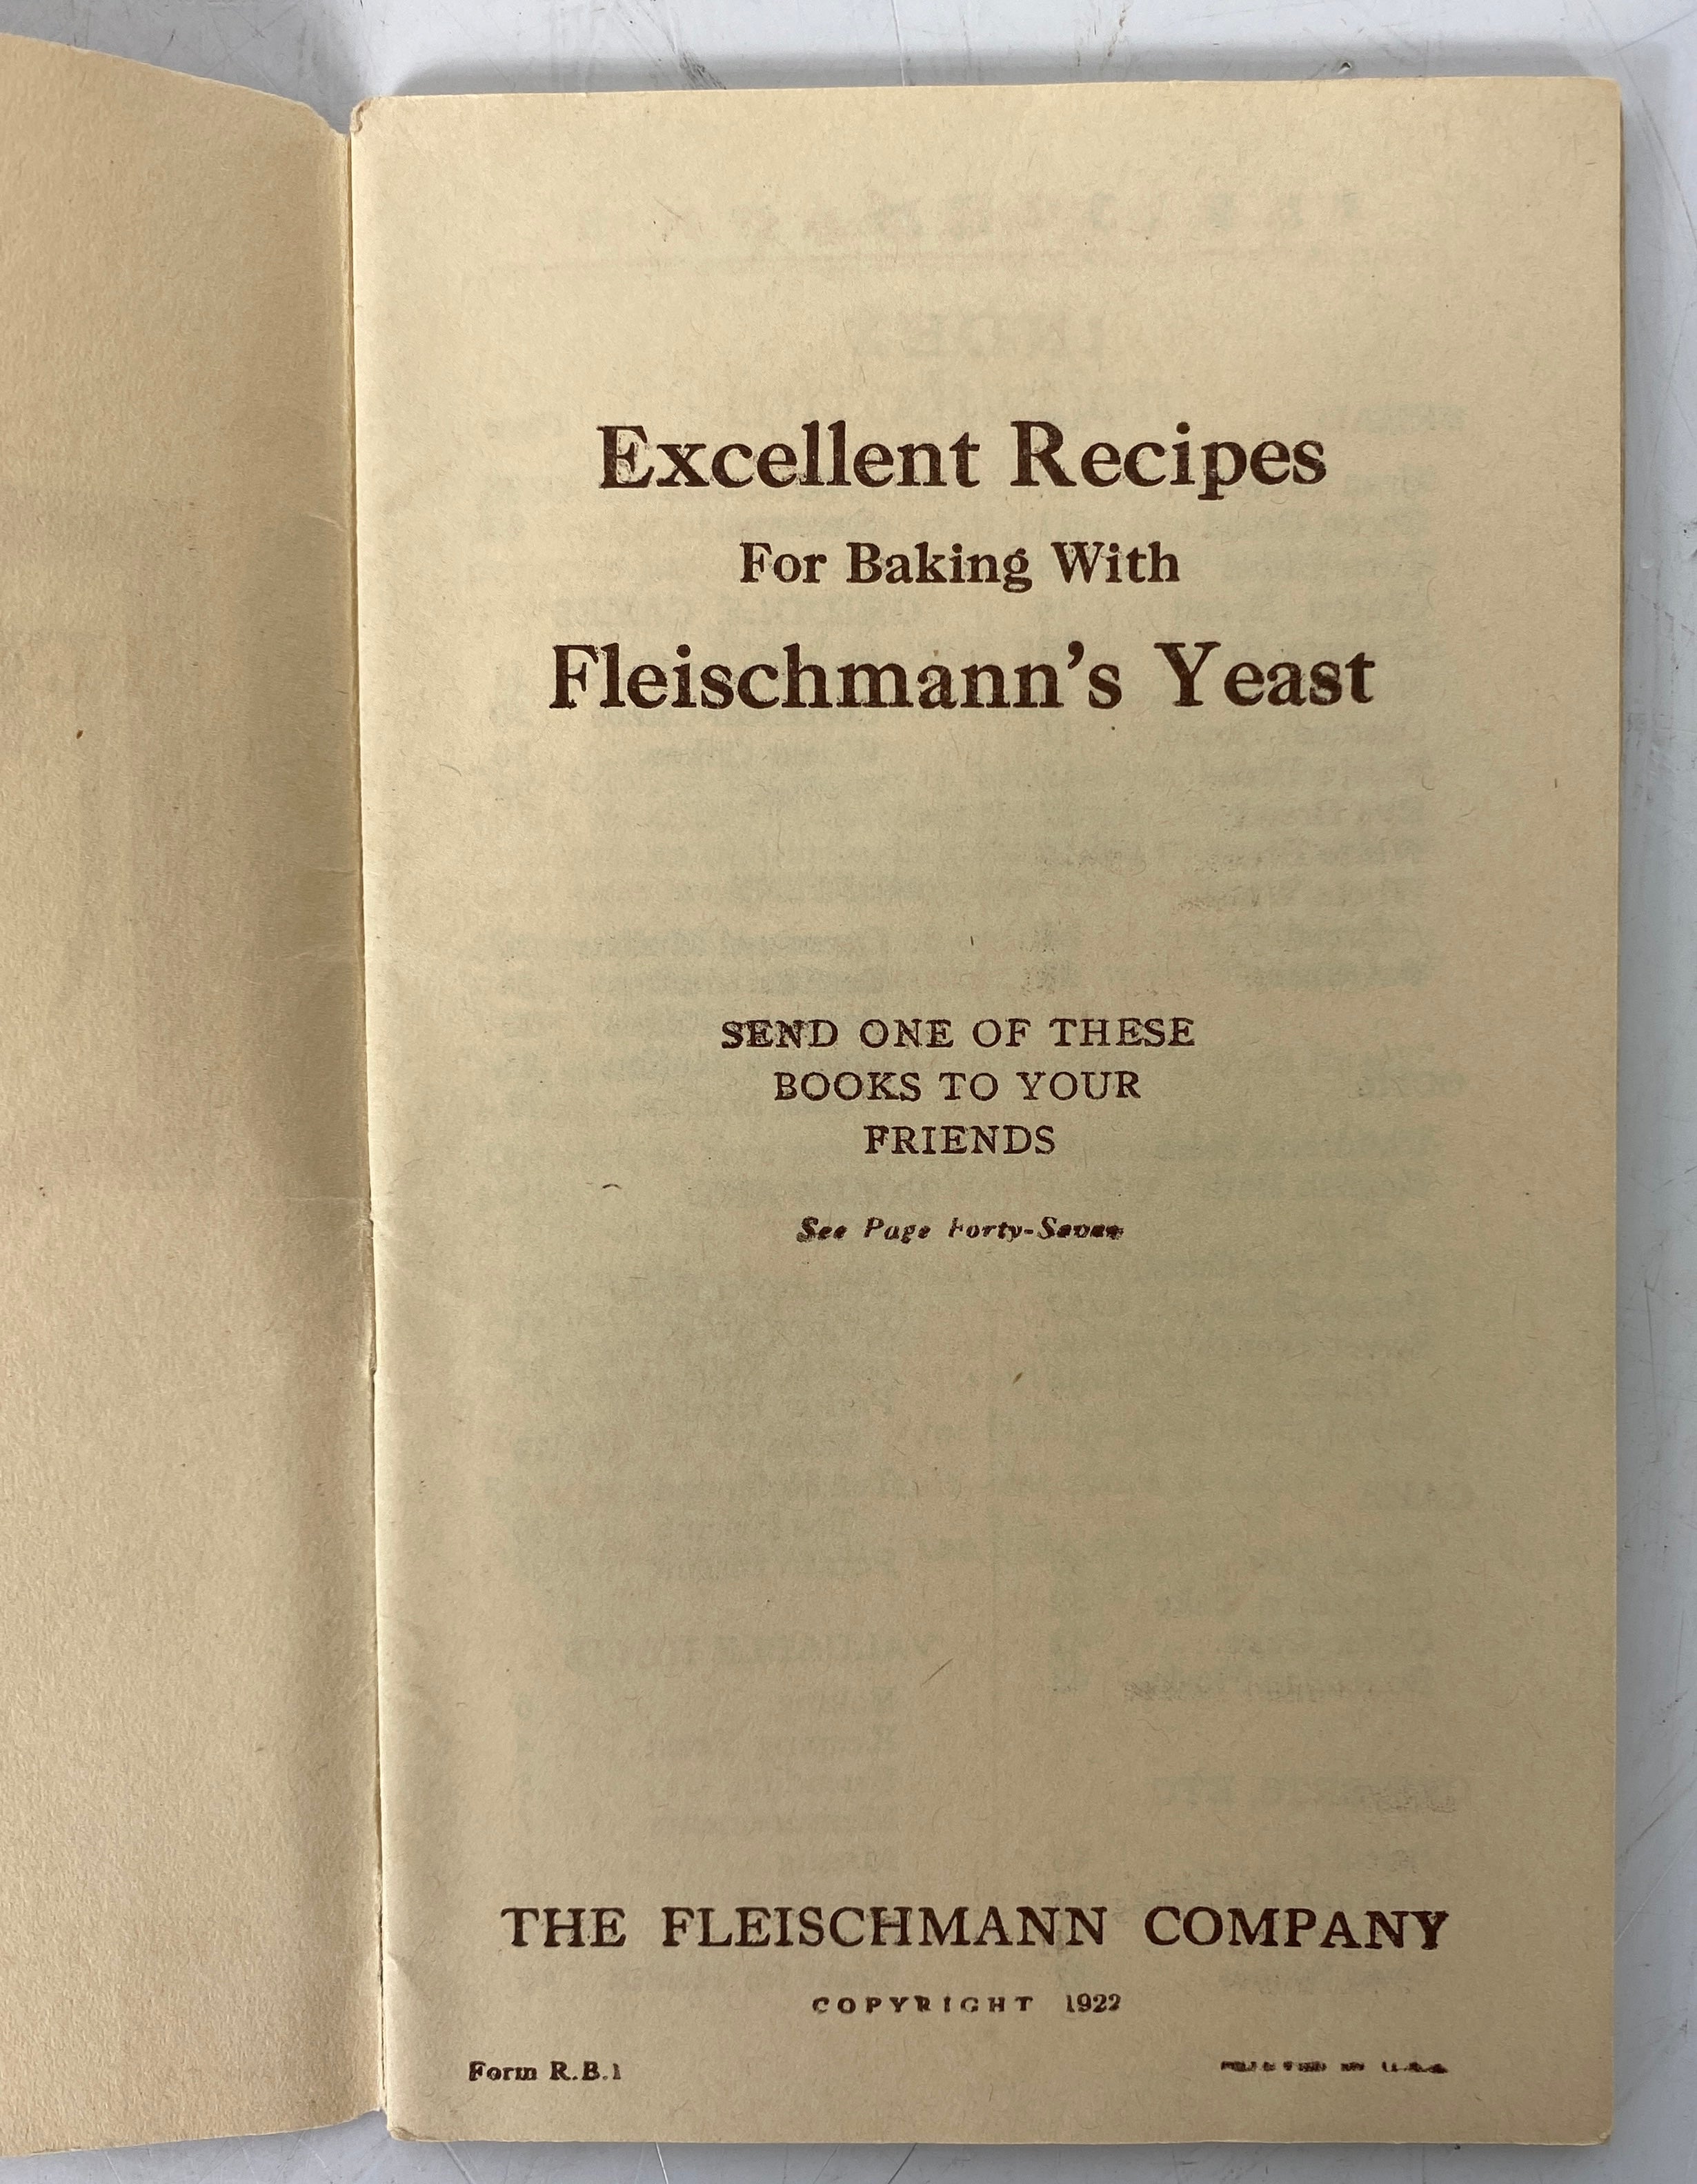 Excellent Recipes
For Baking With
Fleischmann's Yeast
SEND ONE OF THESE
BOOKS TO YOUR
FRIENDS
See Page Forty-Seven
THE FLEISCHMANN COMPANY
COPYRIGHT 1922
Form R.B.1